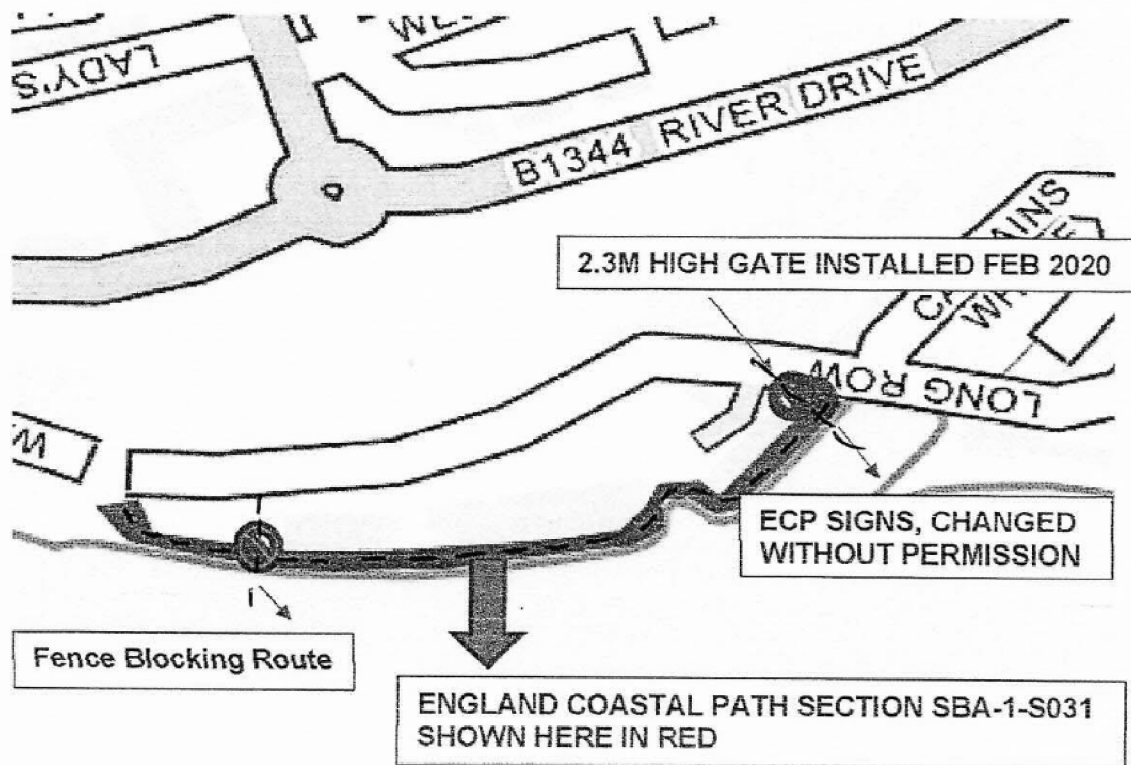 LADY'S
WE
B1344 RIVER DRIVE
2.3M HIGH GATE INSTALLED FEB 2020
LONG ROW
ECP SIGNS, CHANGED
WITHOUT PERMISSION
Fence Blocking Route
ENGLAND COASTAL PATH SECTION SBA-1-S031
SHOWN HERE IN RED